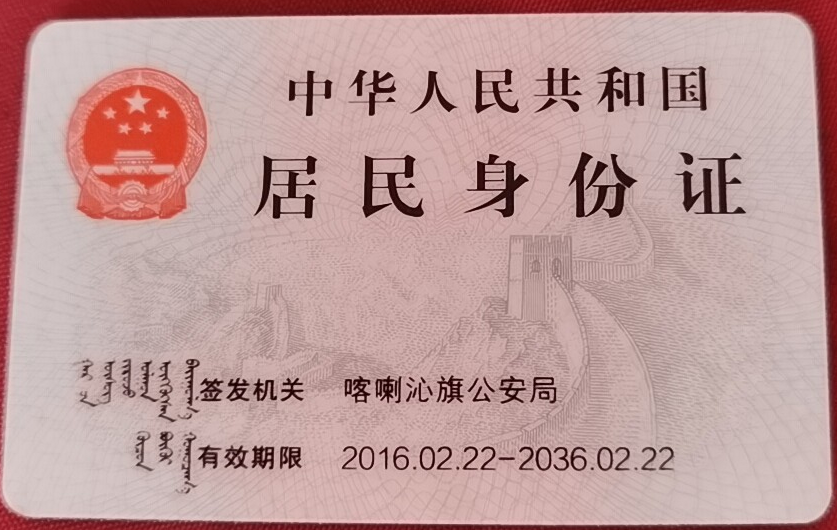 中华人民共和国
居民身份证
签发机关 喀喇沁旗公安局
有效期限 2016.02.22-2036.02.22